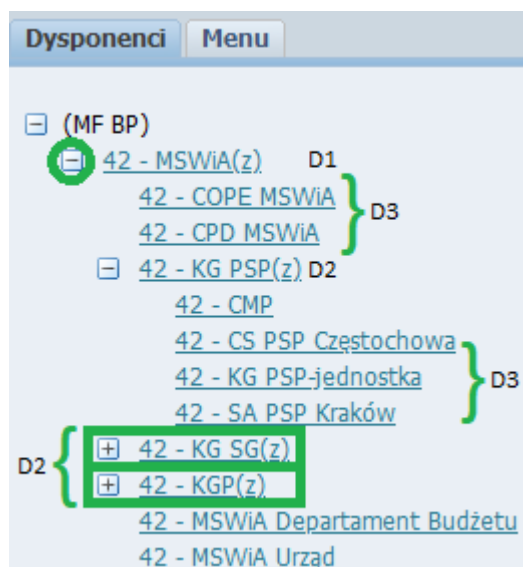 Dysponenci Menu
(MF BP)
42 - MSWiA(z) D1
42 - COPE MSWiA
D3
42 - CPD MSWiA
42 - KG PSP(z) D2
42 - CMP
42 - CS PSP Częstochowa
42 - KG PSP-jednostka D3
42 - SA PSP Kraków
42 - KG SG(z)
D2
42 - KGP(z)
42 - MSWiA Departament Budżetu
42 - MSWiA Urząd